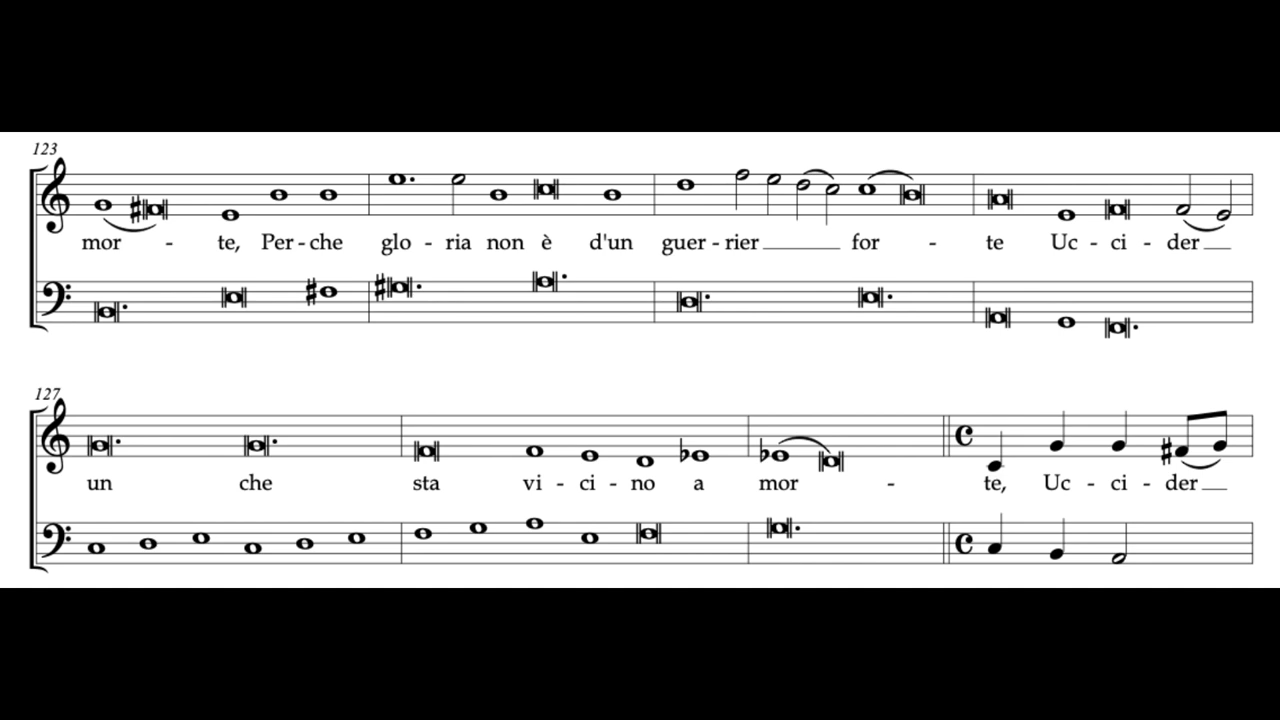 123
mor - te, Per - che glo - ria non è d'un guer - rier for - te Uc - ci - der
127
un che sta vi - ci - no a mor - te, Uc - ci - der